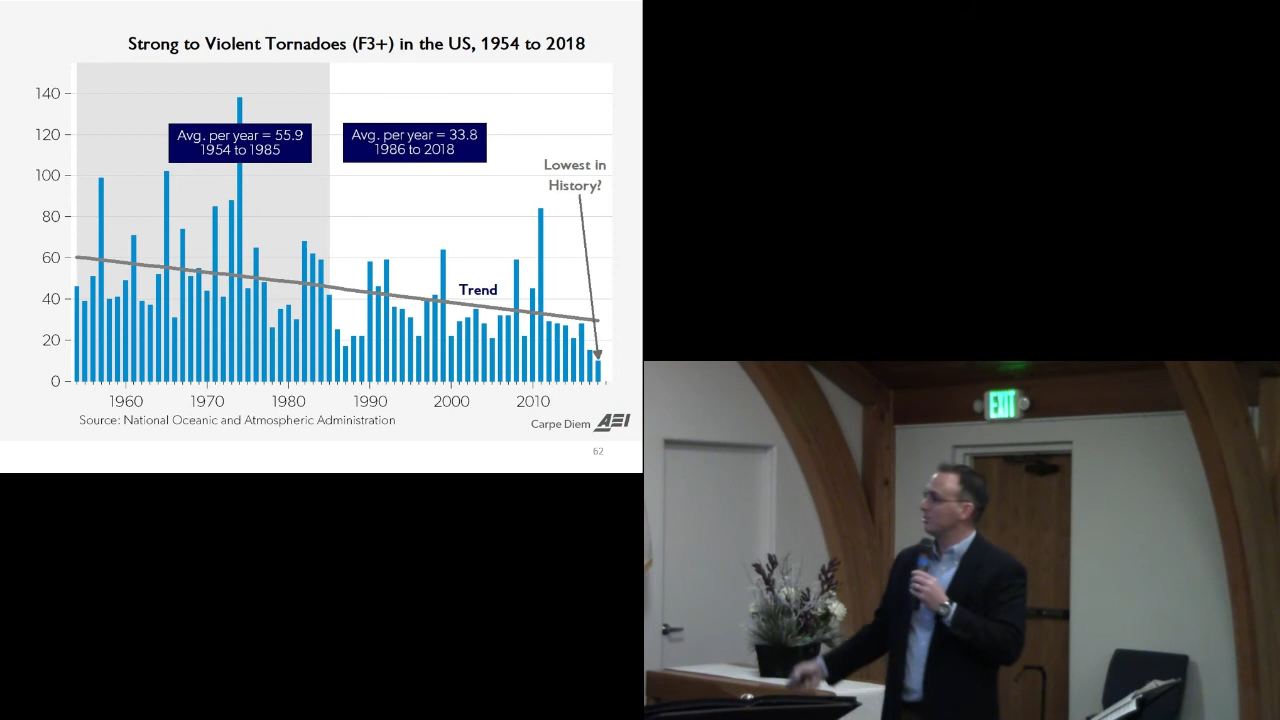 Strong to Violent Tornadoes (F3+) in the US, 1954 to 2018
140
120
100
80
60
40
20
0
Avg. per year = 55.9
1954 to 1985
Avg. per year = 33.8
1986 to 2018
Lowest in
History?
Trend
1960 1970 1980 1990 2000 2010
Source: National Oceanic and Atmospheric Administration
Carpe Diem AEI
62
EXIT